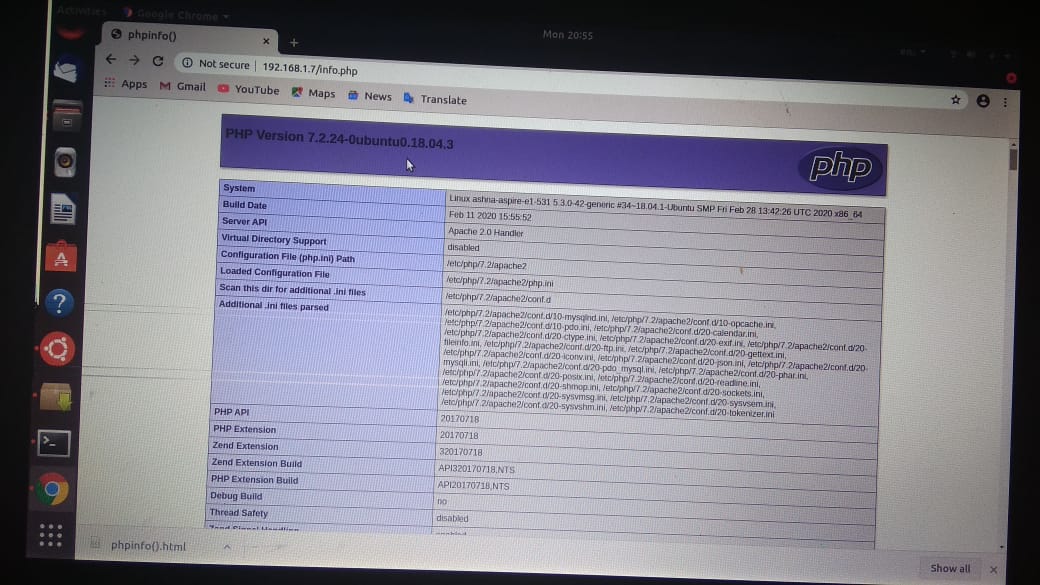 Activities
Google Chrome
Mon 20:55
phpinfo()
Not secure
192.168.1.7/info.php
Apps
Gmail
YouTube
Maps
News
Translate
PHP Version 7.2.24-0ubuntu0.18.04.3
php
System
Linux ashna-aspire-e1-531 5.3.0-42-generic #34~18.04.1-Ubuntu SMP Fri Feb 28 13:42:26 UTC 2020 x86_64
Build Date
Feb 11 2020 15:55:52
Server API
Apache 2.0 Handler
Virtual Directory Support
disabled
Configuration File (php.ini) Path
/etc/php/7.2/apache2
Loaded Configuration File
/etc/php/7.2/apache2/php.ini
Scan this dir for additional .ini files
/etc/php/7.2/apache2/conf.d
Additional .ini files parsed
/etc/php/7.2/apache2/conf.d/10-mysqlnd.ini, /etc/php/7.2/apache2/conf.d/10-opcache.ini,
/etc/php/7.2/apache2/conf.d/10-pdo.ini, /etc/php/7.2/apache2/conf.d/20-calendar.ini,
/etc/php/7.2/apache2/conf.d/20-ctype.ini, /etc/php/7.2/apache2/conf.d/20-exif.ini, /etc/php/7.2/apache2/conf.d/20-
fileinfo.ini, /etc/php/7.2/apache2/conf.d/20-ftp.ini, /etc/php/7.2/apache2/conf.d/20-gettext.ini,
/etc/php/7.2/apache2/conf.d/20-iconv.ini, /etc/php/7.2/apache2/conf.d/20-json.ini, /etc/php/7.2/apache2/conf.d/20-
mysqli.ini, /etc/php/7.2/apache2/conf.d/20-pdo_mysql.ini, /etc/php/7.2/apache2/conf.d/20-phar.ini,
/etc/php/7.2/apache2/conf.d/20-posix.ini, /etc/php/7.2/apache2/conf.d/20-readline.ini,
/etc/php/7.2/apache2/conf.d/20-shmop.ini, /etc/php/7.2/apache2/conf.d/20-sockets.ini,
/etc/php/7.2/apache2/conf.d/20-sysvmsg.ini, /etc/php/7.2/apache2/conf.d/20-sysvsem.ini,
/etc/php/7.2/apache2/conf.d/20-sysvshm.ini, /etc/php/7.2/apache2/conf.d/20-tokenizer.ini
PHP API
20170718
PHP Extension
20170718
Zend Extension
320170718
Zend Extension Build
API320170718,NTS
PHP Extension Build
API20170718,NTS
Debug Build
no
Thread Safety
disabled
Zend Signal Handling
enabled
phpinfo().html
Show all